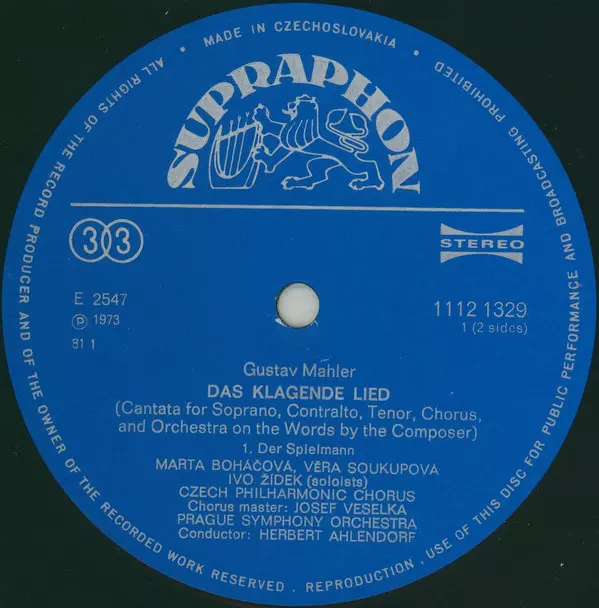 MADE IN CZECHOSLOVAKIA
ALL RIGHTS OF THE RECORD PRODUCER AND OF THE OWNER OF THE RECORDED WORK RESERVED . REPRODUCTION, USE OF THIS DISC FOR PUBLIC PERFORMANCE AND BROADCASTING PROHIBITED
SUPRAPHON
33
STEREO
E 2547
℗ 1973
81 1
1112 1329
1 (2 sides)
Gustav Mahler
DAS KLAGENDE LIED
(Cantata for Soprano, Contralto, Tenor, Chorus,
and Orchestra on the Words by the Composer)
1. Der Spielmann
MARTA BOHÁČOVÁ, VĚRA SOUKUPOVÁ
IVO ŽÍDEK (soloists)
CZECH PHILHARMONIC CHORUS
Chorus master: JOSEF VESELKA
PRAGUE SYMPHONY ORCHESTRA
Conductor: HERBERT AHLENDORF